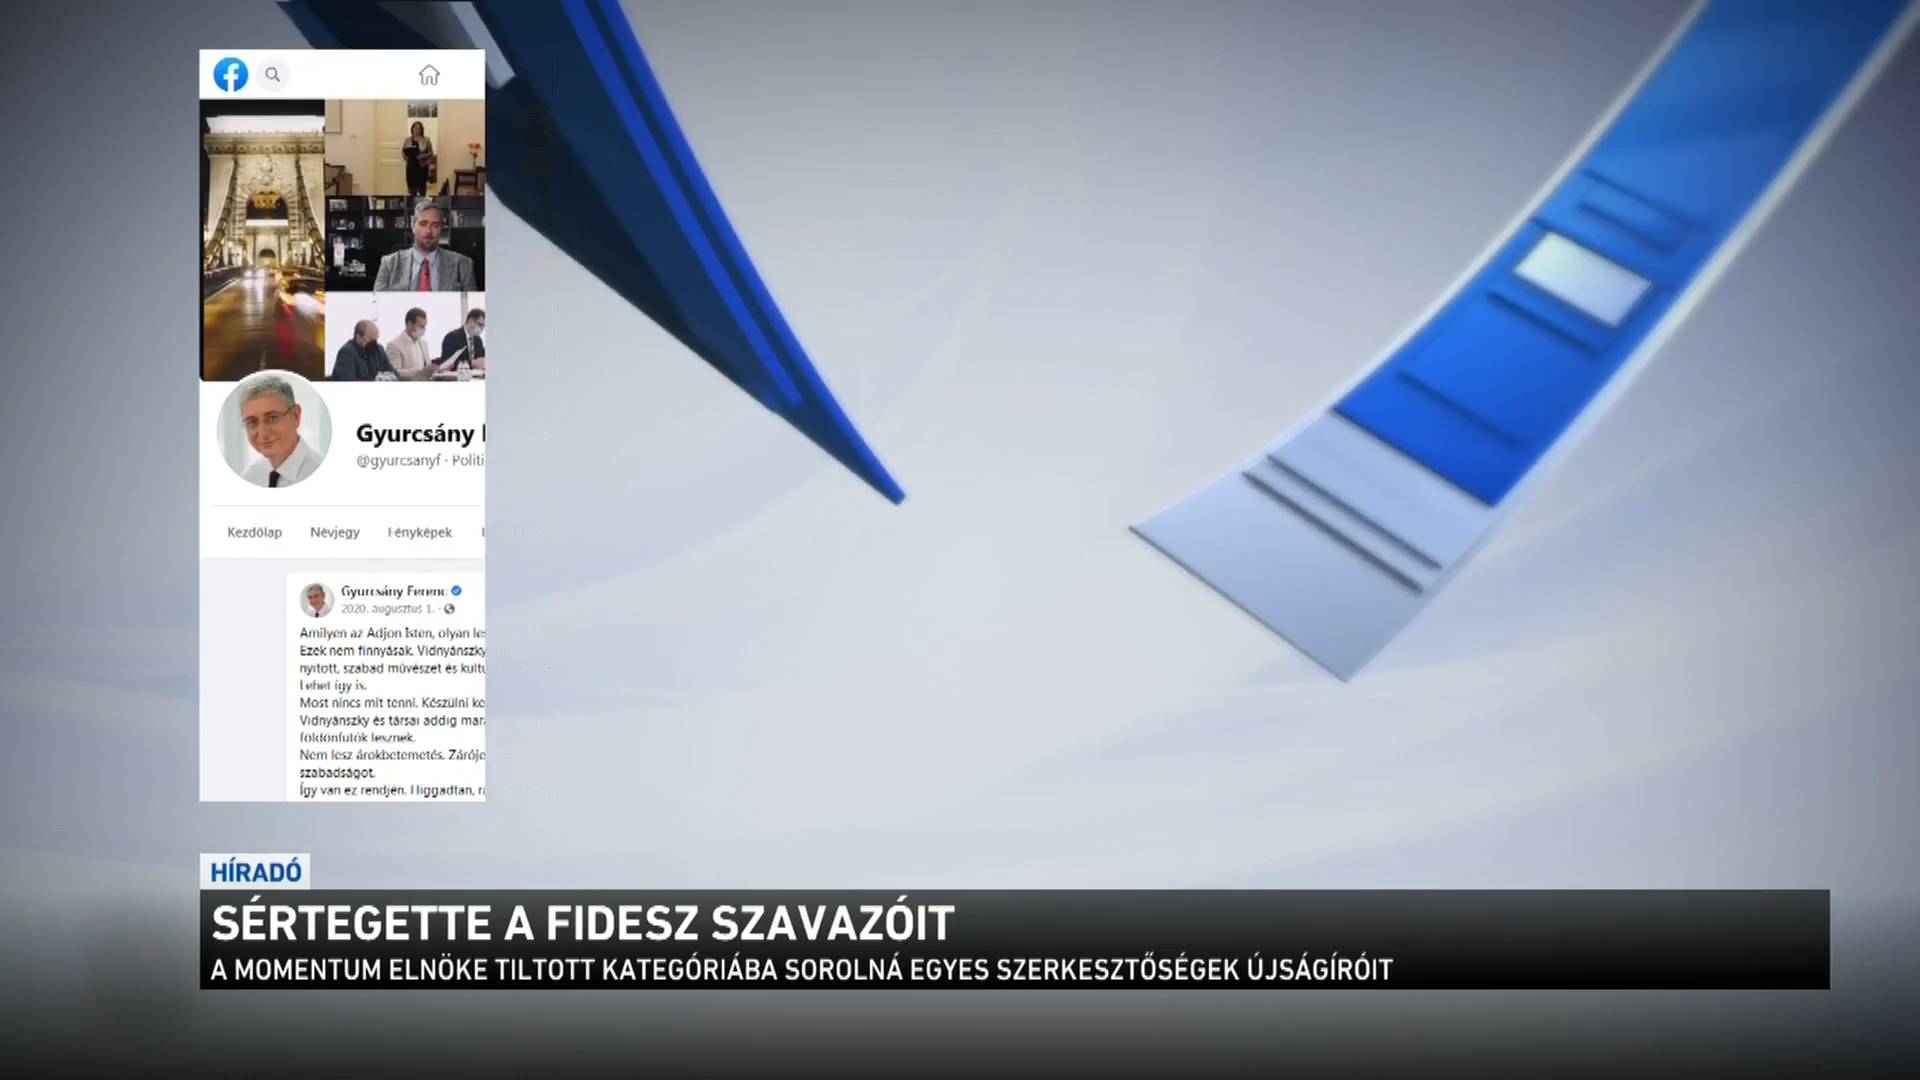 Gyurcsány
@gyurcsanyf · Politi
Kezdőlap Névjegy Fényképek
Gyurcsány Ferenc
2020. augusztus 1. ·
Amilyen az Adjon Isten, olyan
Ezek nem finnyásak. Vidnyánszky
nyitott, szabad művészet és
Lehet így is.
Most nincs mit tenni. Készülni
Vidnyánszky és társai addig
földönfutók lesznek.
Nem lesz árokbetemetés.
szabadságot.
Így van ez rendjén. Higgadtan,
HÍRADÓ
SÉRTEGETTE A FIDESZ SZAVAZÓIT
A MOMENTUM ELNÖKE TILTOTT KATEGÓRIÁBA SOROLNÁ EGYES SZERKESZTŐSÉGEK ÚJSÁGÍRÓIT